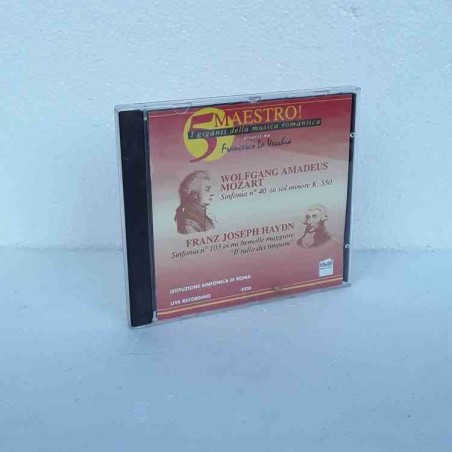 5 MAESTRO!
I giganti della musica romantica
diretti da
Francesco La Vecchia
WOLFGANG AMADEUS
MOZART
Sinfonia n° 40 in sol minore K. 550
FRANZ JOSEPH HAYDN
Sinfonia n° 103 in mi bemolle maggiore
"Il rullo dei timpani"
ISTITUZIONE SINFONICA DI ROMA
LIVE RECORDING
DDD